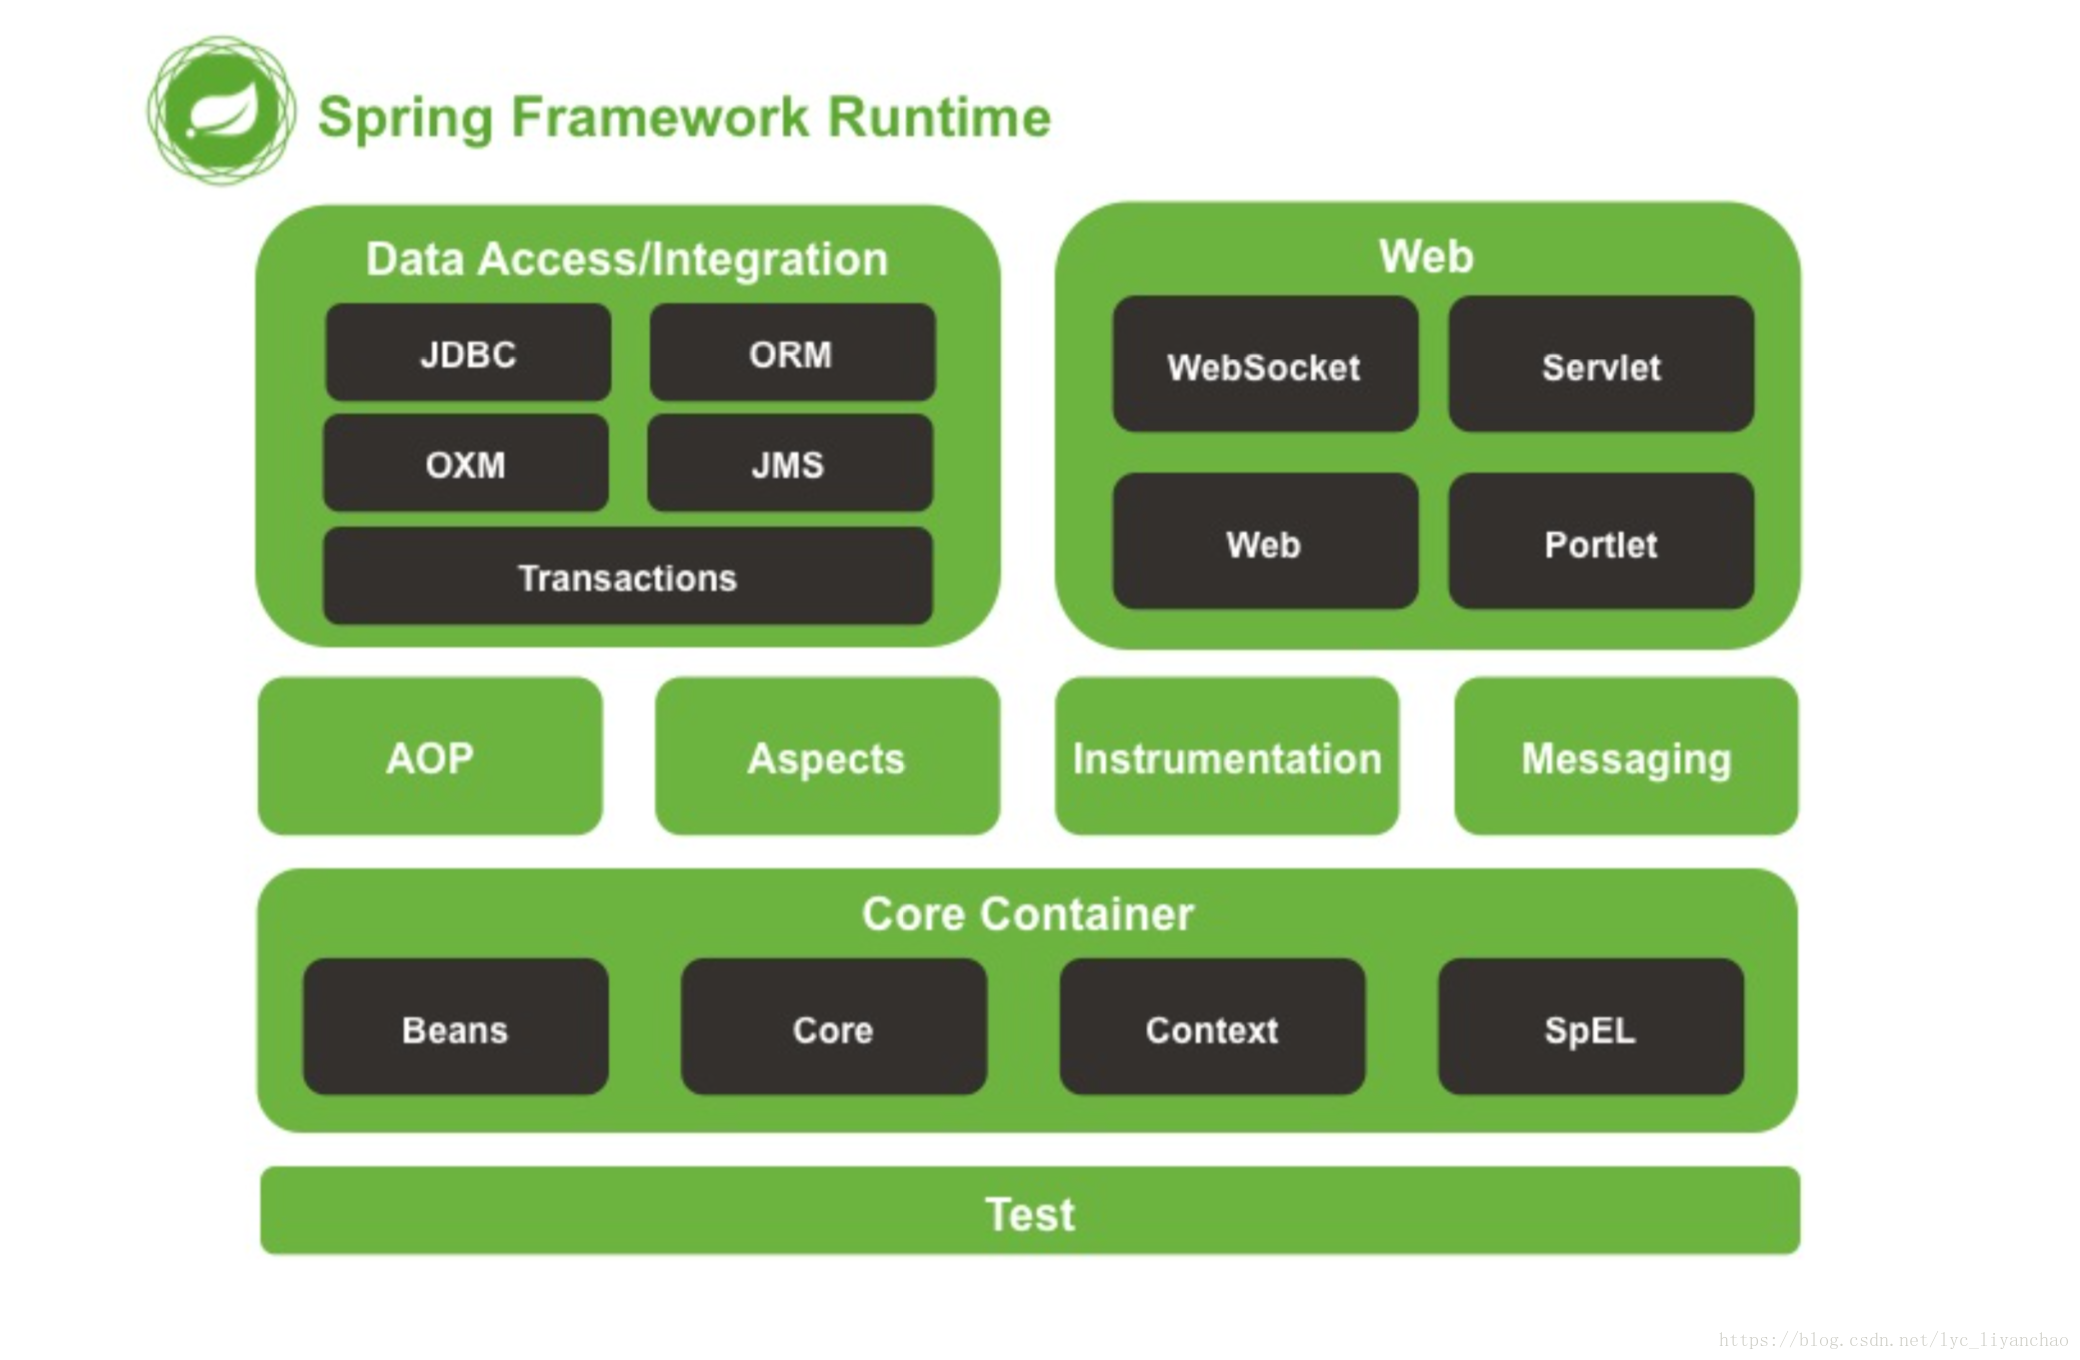 Spring Framework Runtime
Data Access/Integration
JDBC
ORM
OXM
JMS
Transactions
Web
WebSocket
Servlet
Web
Portlet
AOP
Aspects
Instrumentation
Messaging
Core Container
Beans
Core
Context
SpEL
Test
https://blog.csdn.net/lyc_liyanchao